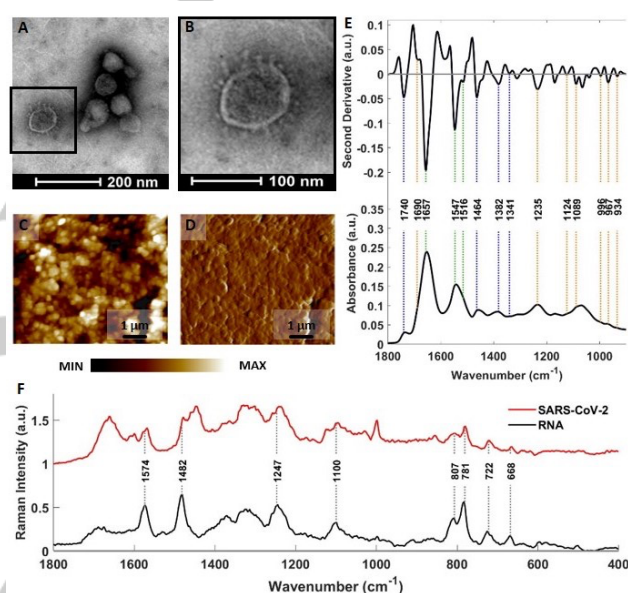 A
200 nm
B
100 nm
C
1 µm
D
1 µm
MIN
MAX
E
Second Derivative (a.u.)
0.1
0.05
0
-0.05
-0.1
-0.15
-0.2
1740
1690
1657
1547
1516
1464
1382
1341
1235
1124
1089
996
967
934
Absorbance (a.u.)
0.35
0.3
0.25
0.2
0.15
0.1
0.05
0
1800 1600 1400 1200 1000
Wavenumber (cm⁻¹)
F
Raman Intensity (a.u.)
1.5
1
0.5
0
SARS-CoV-2
RNA
1574
1482
1247
1100
807
781
722
668
1800 1600 1400 1200 1000 800 600 400
Wavenumber (cm⁻¹)